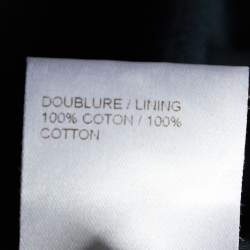 DOUBLURE / LINING
100% COTON / 100%
COTTON